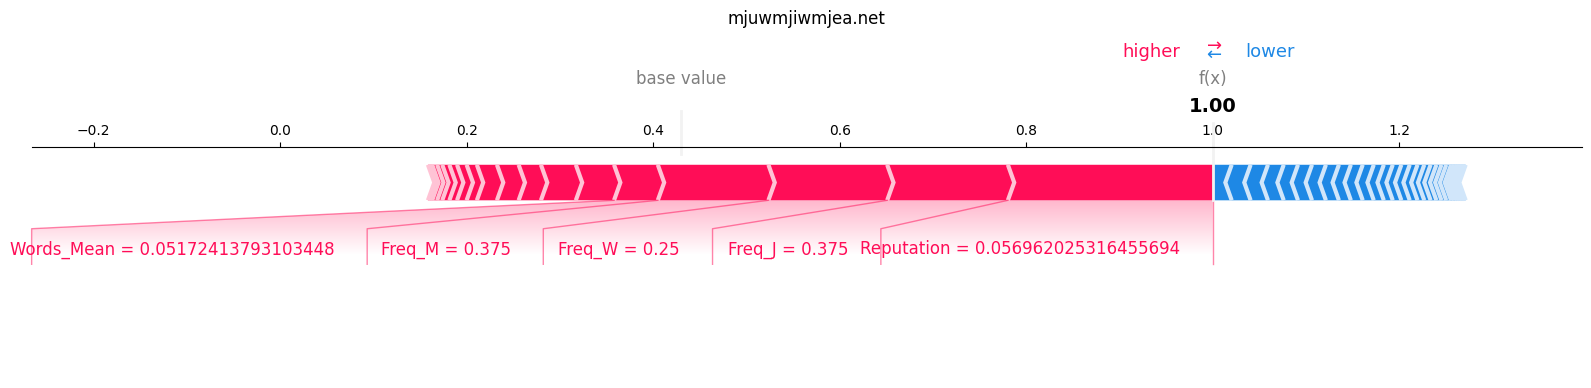 mjuwmjiwmjea.net
higher ⇄ lower
base value f(x)
1.00
−0.2 0.0 0.2 0.4 0.6 0.8 1.0 1.2
Words_Mean = 0.05172413793103448 Freq_M = 0.375 Freq_W = 0.25 Freq_J = 0.375 Reputation = 0.056962025316455694